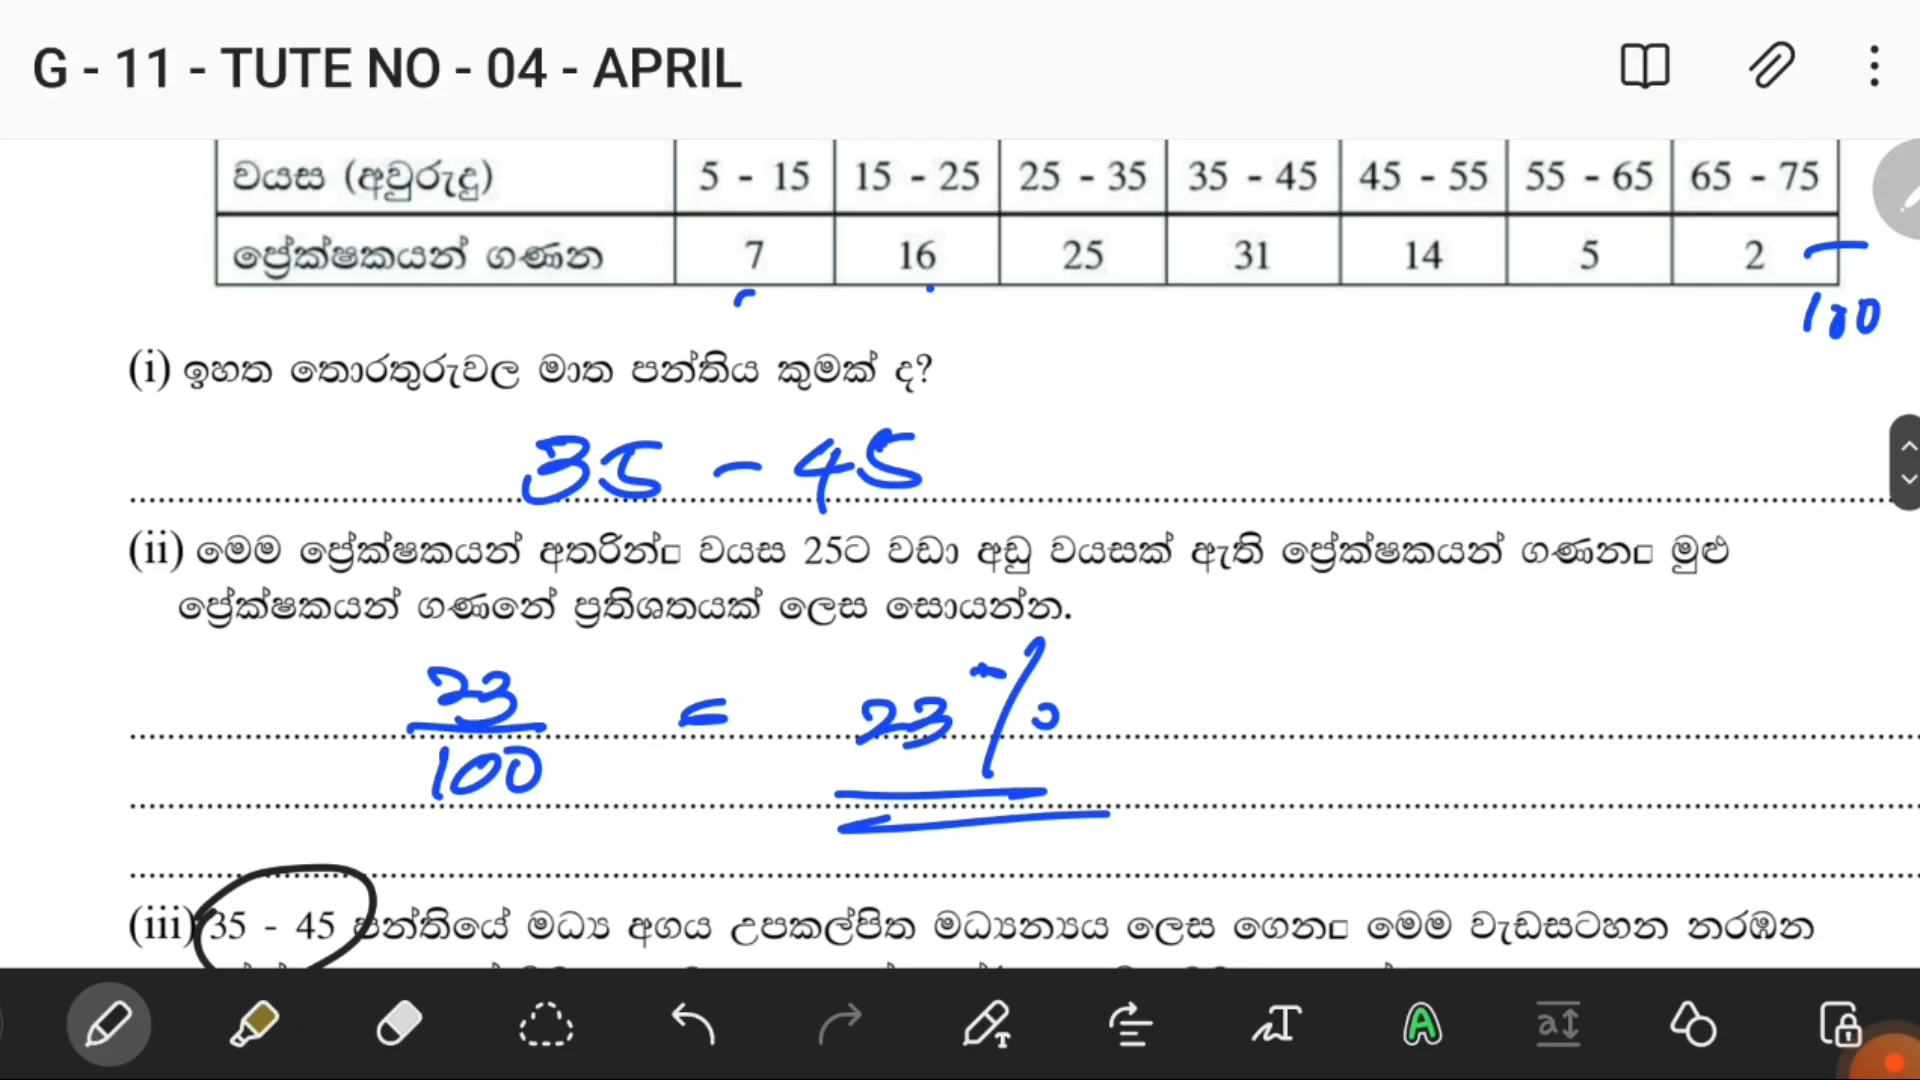 G - 11 - TUTE NO - 04 - APRIL
වයස (අවුරුදු) 5 - 15 15 - 25 25 - 35 35 - 45 45 - 55 55 - 65 65 - 75
ප්‍රේක්ෂකයන් ගණන 7 16 25 31 14 5 2
100
(i) ඉහත තොරතුරුවල මාත පන්තිය කුමක් ද?
35 - 45
(ii) මෙම ප්‍රේක්ෂකයන් අතරින්□ වයස 25ට වඩා අඩු වයසක් ඇති ප්‍රේක්ෂකයන් ගණන□ මුළු
ප්‍රේක්ෂකයන් ගණනේ ප්‍රතිශතයක් ලෙස සොයන්න.
23
100
= 23%
(iii) 35 - 45 පන්තියේ මධ්‍ය අගය උපකල්පිත මධ්‍යන්‍යය ලෙස ගෙන□ මෙම වැඩසටහන නරඹන